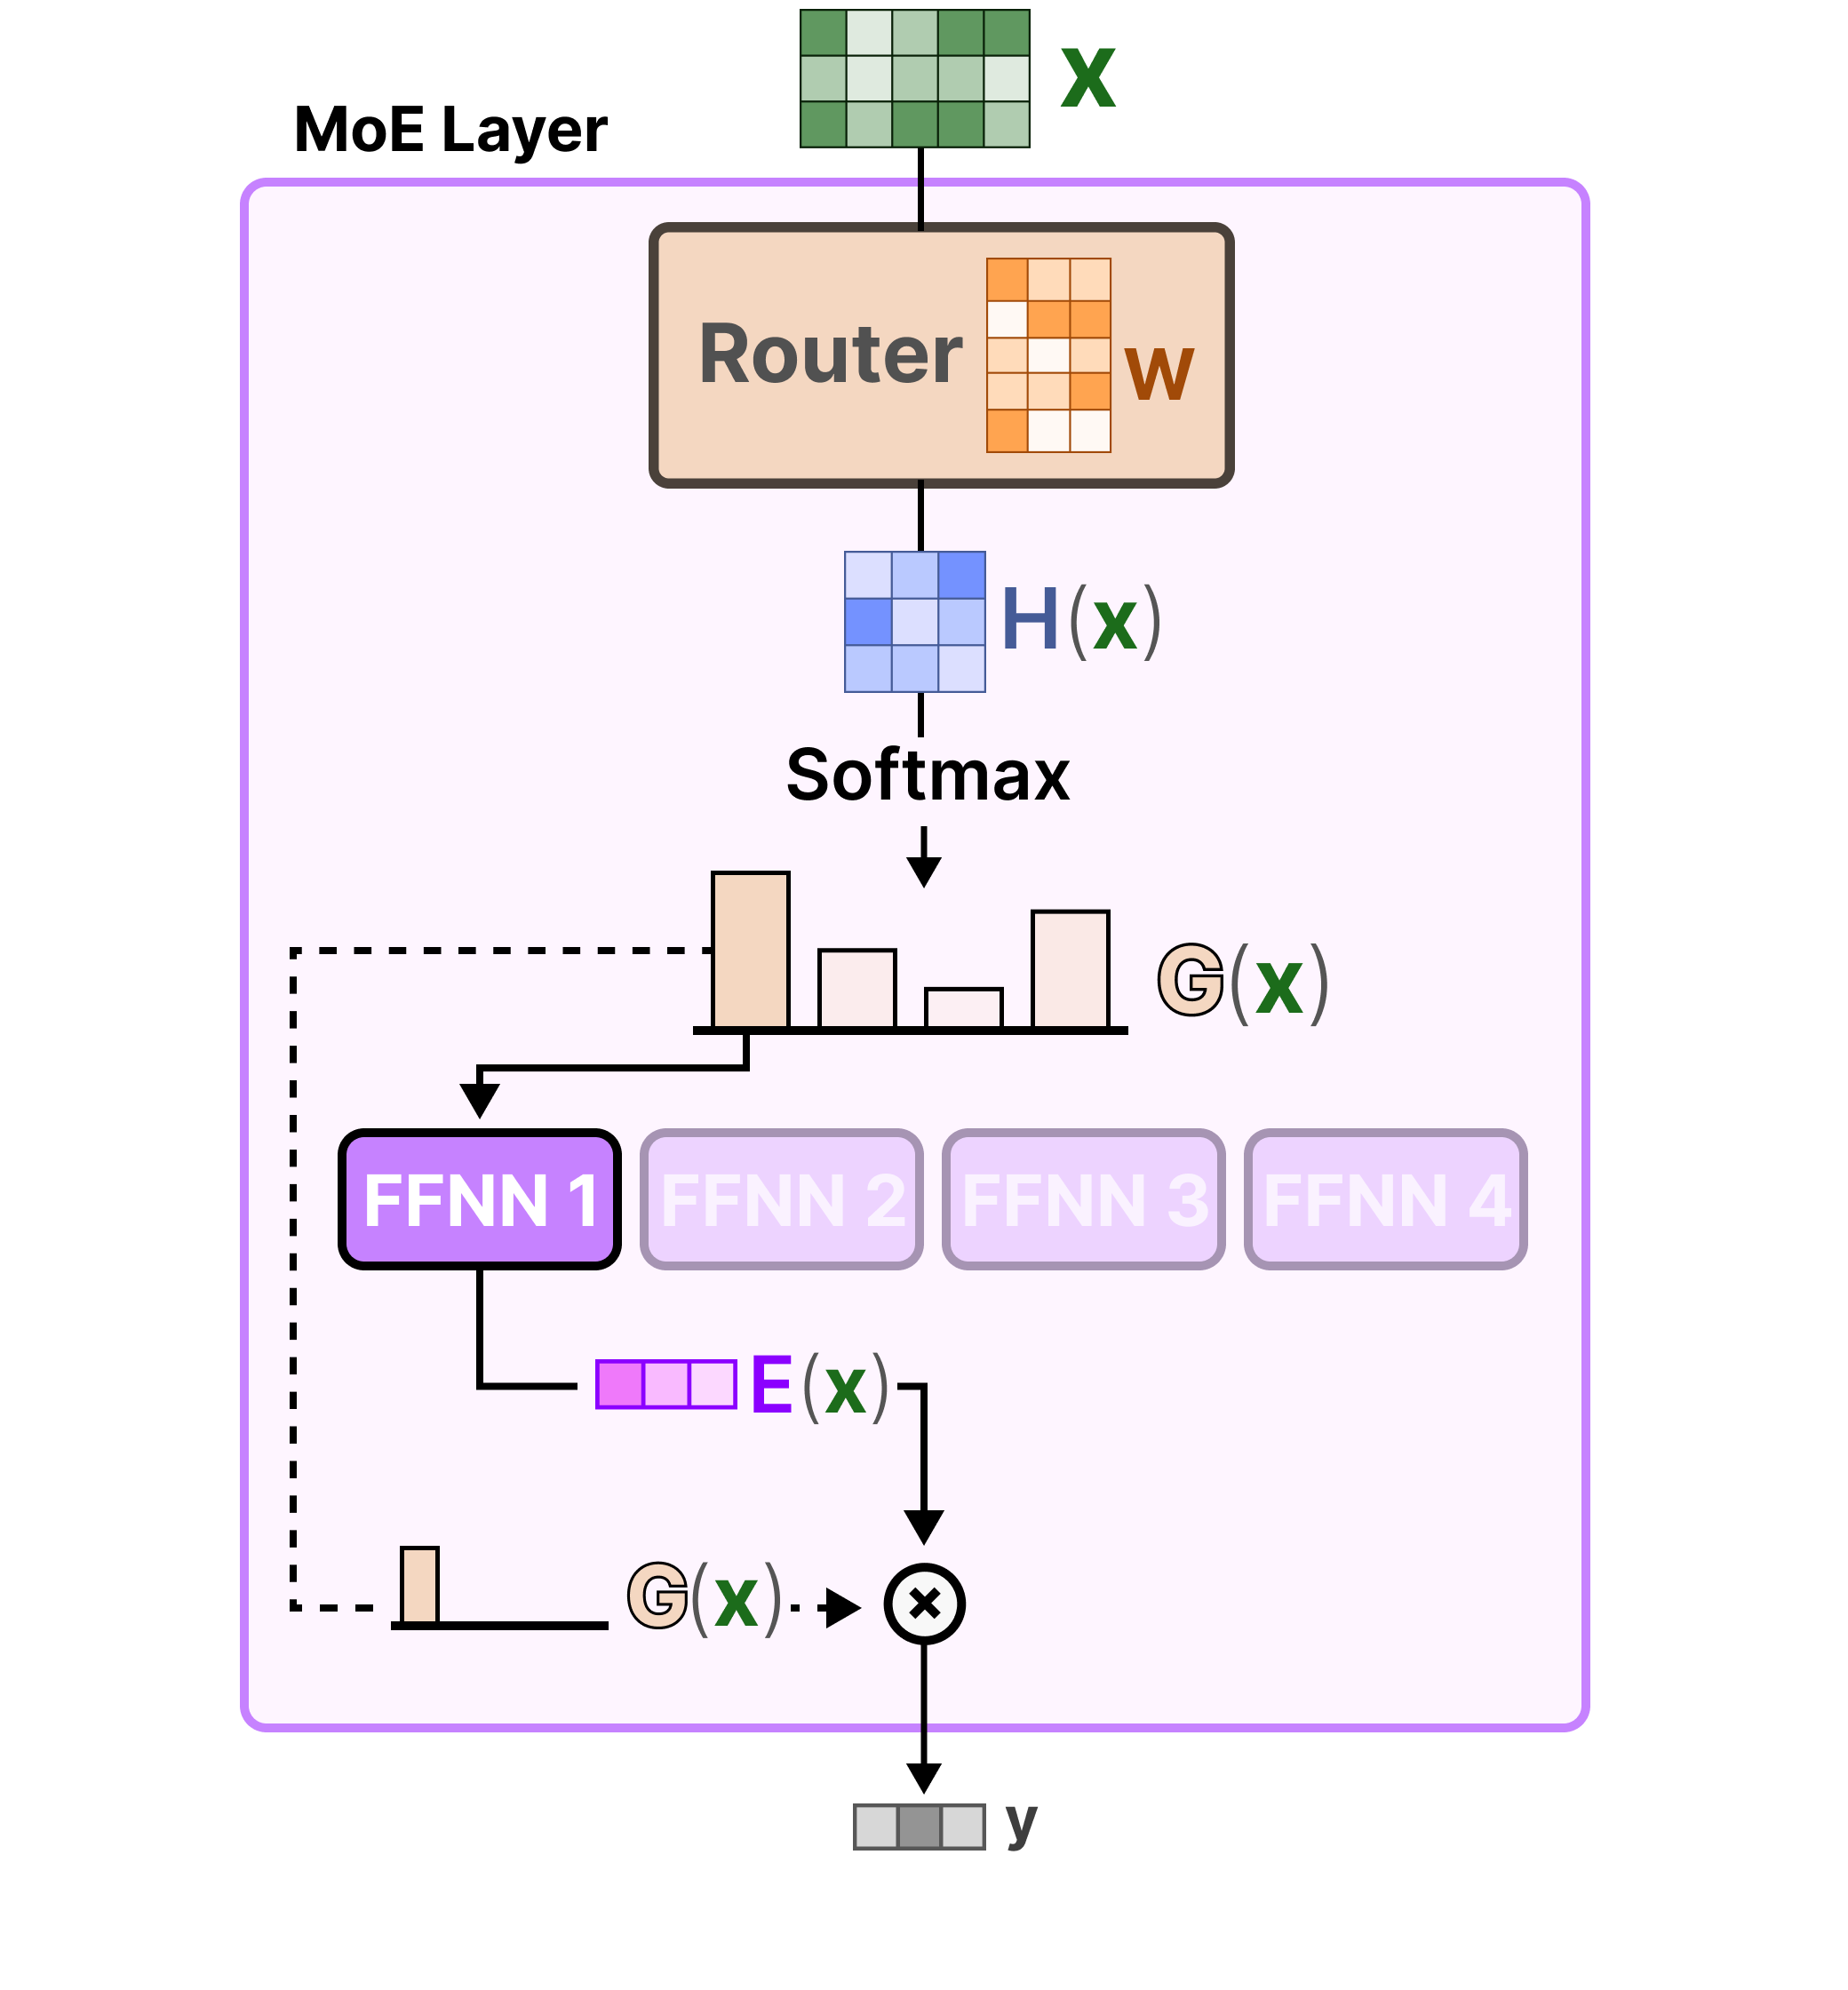 x
MoE Layer
Router
w
H(x)
Softmax
G(x)
FFNN 1
FFNN 2
FFNN 3
FFNN 4
E(x)
G(x)
y